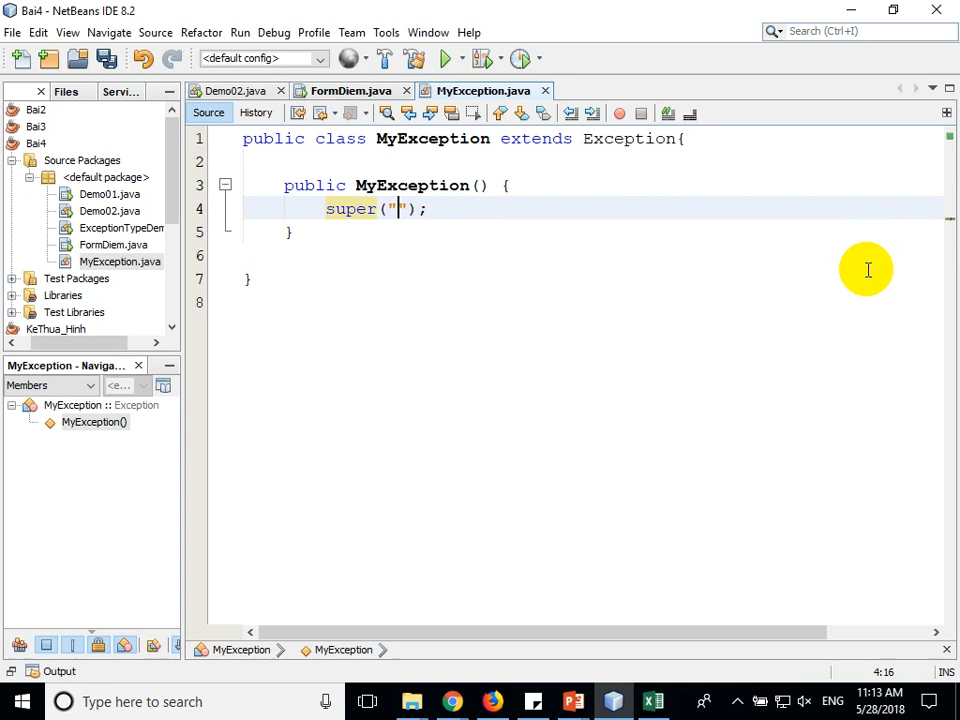 Bai4 - NetBeans IDE 8.2
File Edit View Navigate Source Refactor Run Debug Profile Team Tools Window Help
Search (Ctrl+I)
<default config>
Files Servi...
Demo02.java FormDiem.java MyException.java
Source History
Bai2
Bai3
Bai4
Source Packages
<default package>
Demo01.java
Demo02.java
ExceptionTypeDem
FormDiem.java
MyException.java
Test Packages
Libraries
Test Libraries
KeThua_Hinh
1 public class MyException extends Exception{
2
3 public MyException() {
4 super("");
5 }
6
7 }
8
MyException - Naviga...
Members <e...
MyException :: Exception
MyException()
MyException MyException
Output
4:16 INS
Type here to search
ENG
11:13 AM
5/28/2018